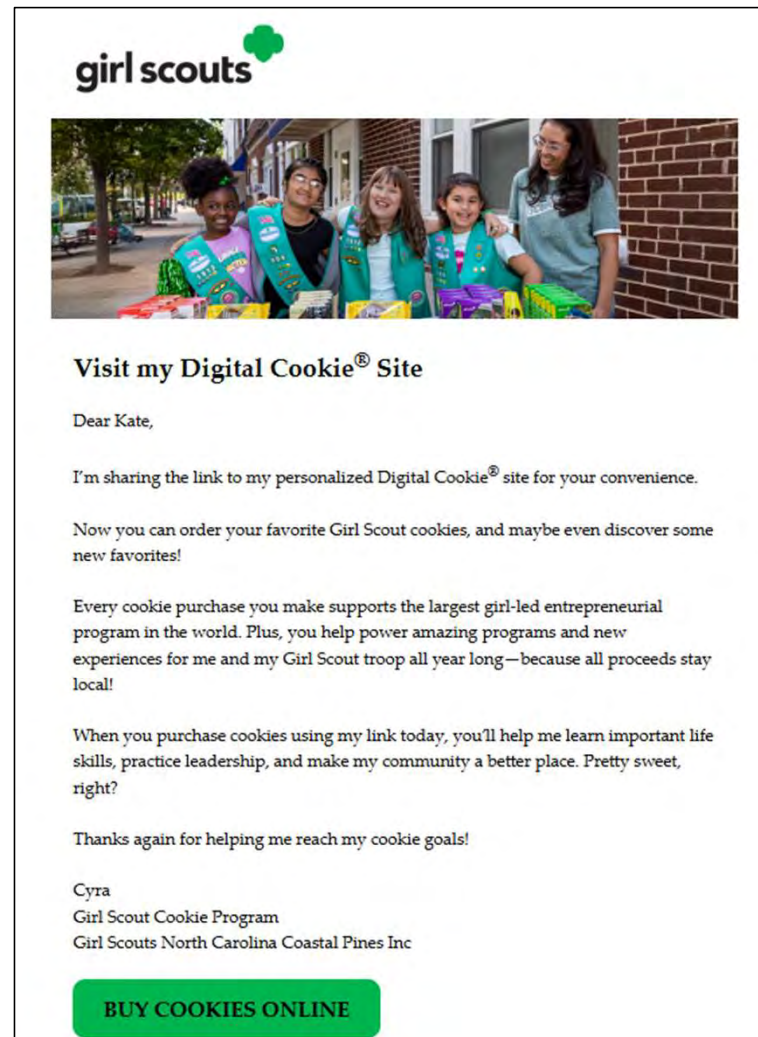 girl scouts
Visit my Digital Cookie® Site
Dear Kate,
I'm sharing the link to my personalized Digital Cookie® site for your convenience.
Now you can order your favorite Girl Scout cookies, and maybe even discover some
new favorites!
Every cookie purchase you make supports the largest girl-led entrepreneurial
program in the world. Plus, you help power amazing programs and new
experiences for me and my Girl Scout troop all year long—because all proceeds stay
local!
When you purchase cookies using my link today, you'll help me learn important life
skills, practice leadership, and make my community a better place. Pretty sweet,
right?
Thanks again for helping me reach my cookie goals!
Cyra
Girl Scout Cookie Program
Girl Scouts North Carolina Coastal Pines Inc
BUY COOKIES ONLINE